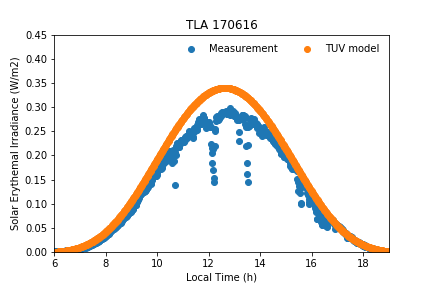 TLA 170616
Measurement TUV model
Solar Erythemal Irradiance (W/m2)
0.45
0.40
0.35
0.30
0.25
0.20
0.15
0.10
0.05
0.00
6 8 10 12 14 16 18
Local Time (h)